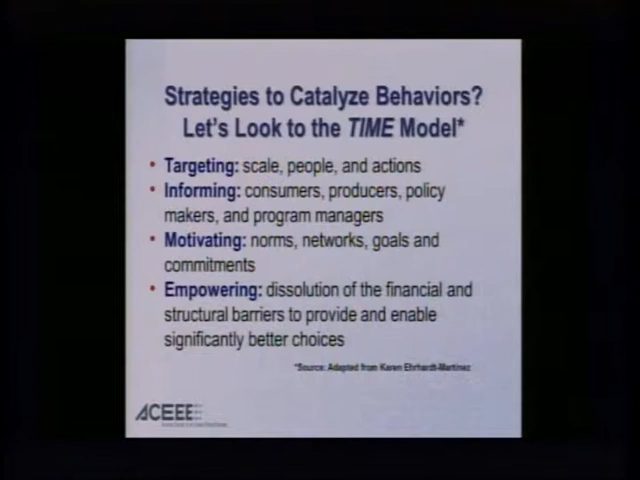 Strategies to Catalyze Behaviors?
Let's Look to the TIME Model*
• Targeting: scale, people, and actions
• Informing: consumers, producers, policy
makers, and program managers
• Motivating: norms, networks, goals and
commitments
• Empowering: dissolution of the financial and
structural barriers to provide and enable
significantly better choices
*Source: Adapted from Karen Ehrhardt-Martinez
ACEEE